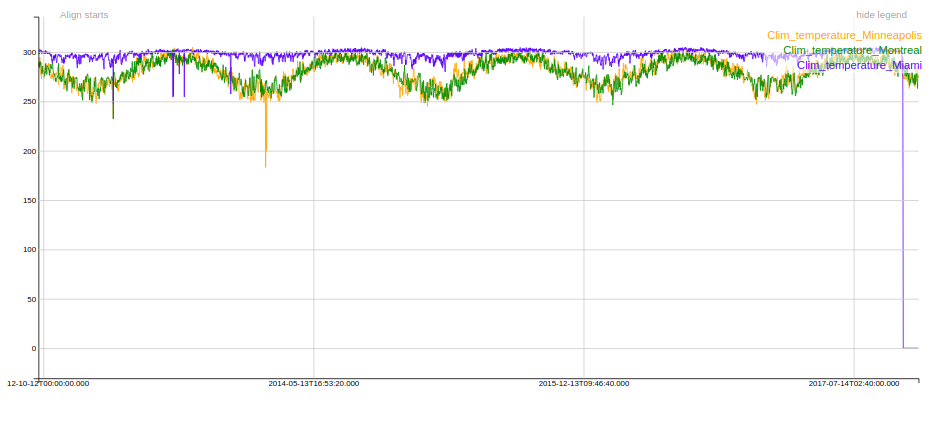 Align starts
hide legend
Clim_temperature_Minneapolis
Clim_temperature_Montreal
Clim_temperature_Miami
300
250
200
150
100
50
0
12-10-12T00:00:00.000
2014-05-13T16:53:20.000
2015-12-13T09:46:40.000
2017-07-14T02:40:00.000